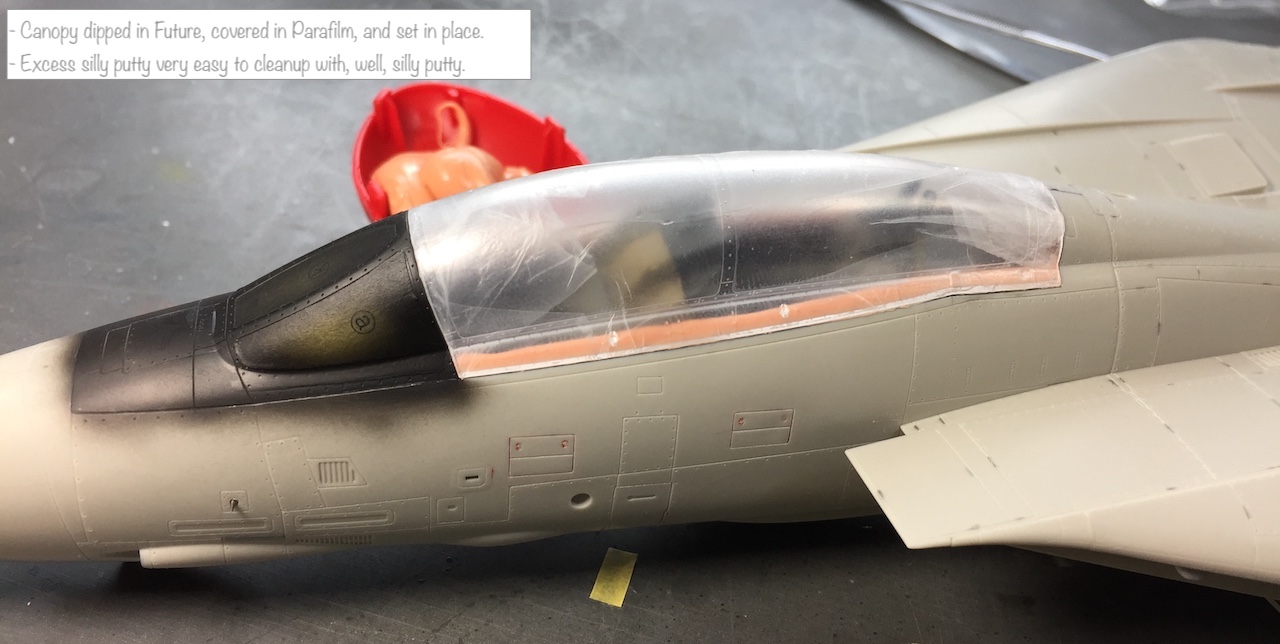 - Canopy dipped in Future, covered in Parafilm, and set in place.
- Excess silly putty very easy to cleanup with, well, silly putty.
@